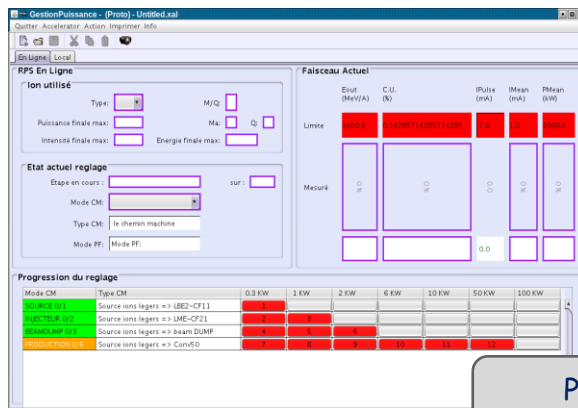 GestionPuissance - (Proto) - Untitled.xal
Quitter Accelerator Action Imprimer Info
En Ligne Local
RPS En Ligne
Ion utilisé
Type:
M/Q:
Puissance finale max:
Ma:
Q:
Intensité finale max:
Energie finale max:
Etat actuel reglage
Etape en cours :
sur :
Mode CM:
Type CM: le chemin machine
Mode PF: Mode PF:
Faisceau Actuel
Eout (MeV/A)
C.U. (%)
IPulse (mA)
IMean (mA)
PMean (kW)
Limite
0.14285714285714285
7.0
Mesuré
0.0
Progression du reglage
Mode CM Type CM 0.3 KW 1 KW 2 KW 6 KW 10 KW 50 KW 100 KW
SOURCE 0/1 Source ions legers => LBE2-CF11 1
INJECTEUR 0/2 Source ions legers => LME-CF21 2 3
BEAMDUMP 0/3 Source ions legers => beam DUMP 4 5 6
PRODUCTION 0/6 Source ions legers => Conv50 7 8 9 10 11 12
P